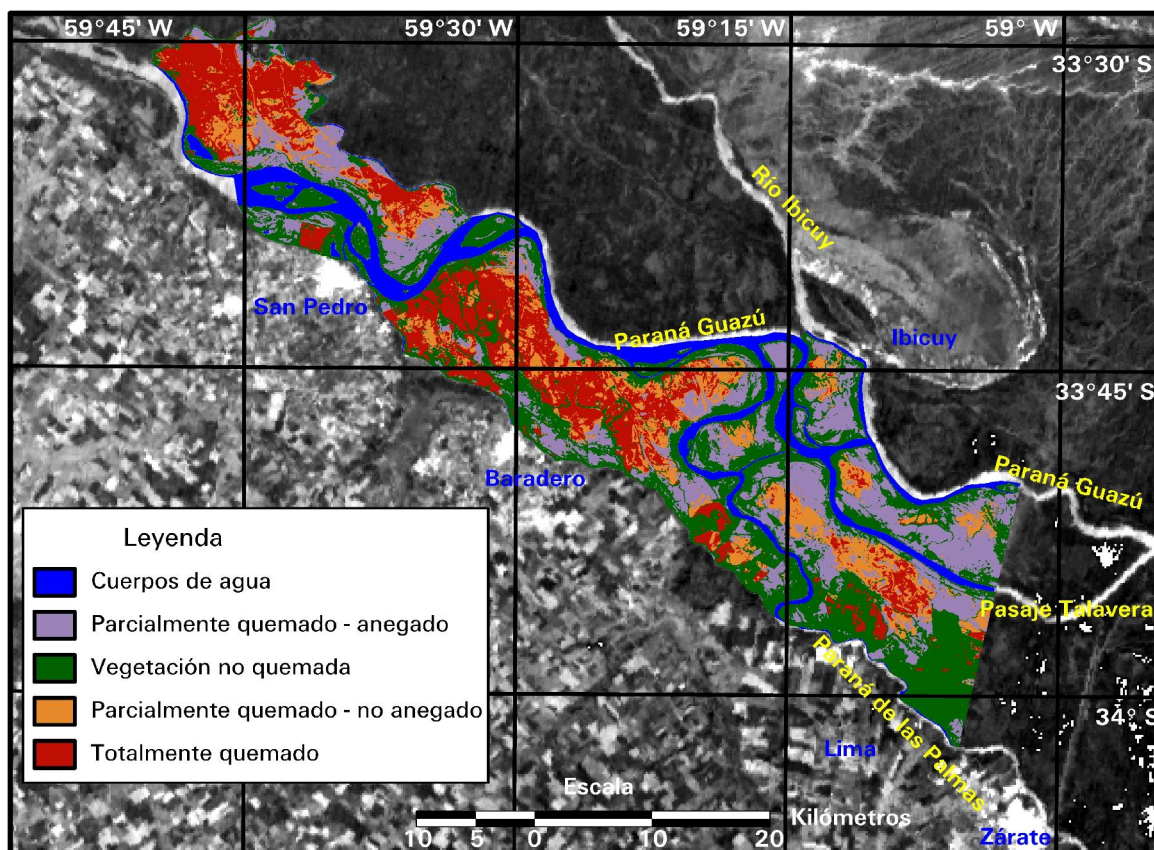 59°45' W
59°30' W
59°15' W
59° W
33°30' S
Río Ibicuy
San Pedro
Paraná Guazú
Ibicuy
33°45' S
Baradero
Paraná Guazú
Leyenda
Cuerpos de agua
Parcialmente quemado - anegado
Vegetación no quemada
Parcialmente quemado - no anegado
Totalmente quemado
Pasaje Talavera
Paraná de las Palmas
34° S
Lima
Escala
Kilómetros
10 5 0 10 20
Zárate